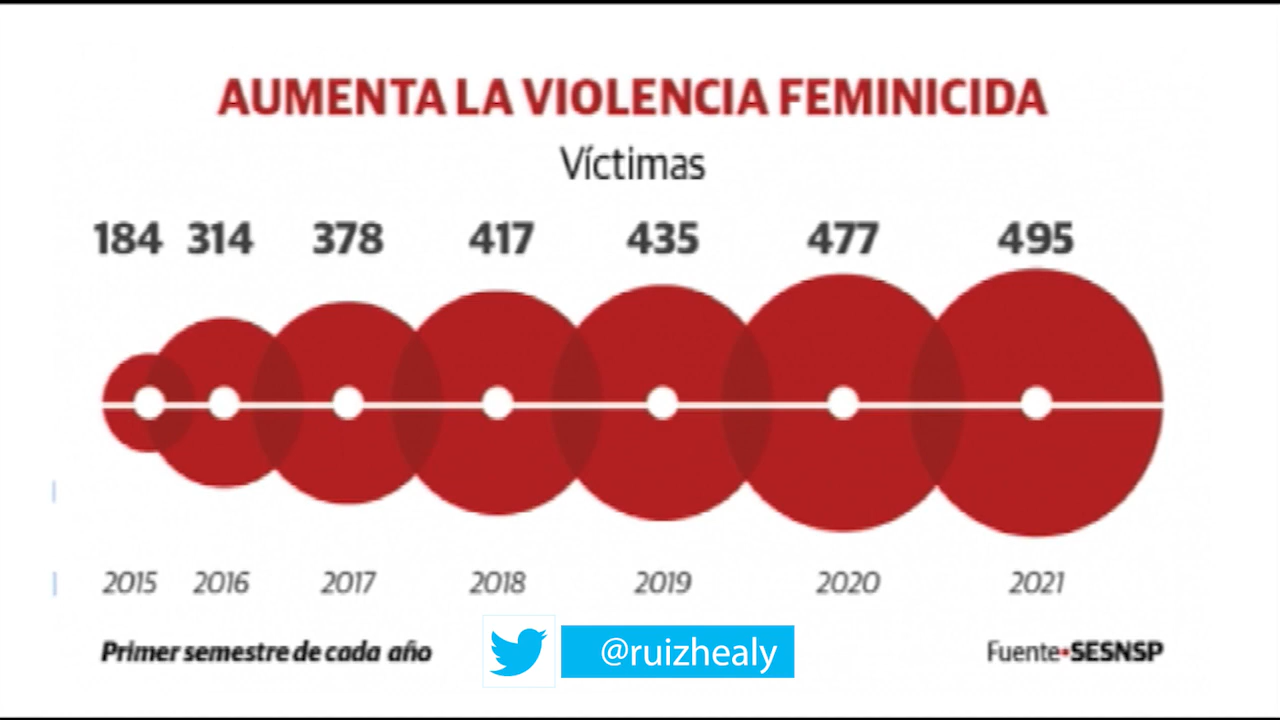 AUMENTA LA VIOLENCIA FEMINICIDA
Víctimas
184 314 378 417 435 477 495
2015 2016 2017 2018 2019 2020 2021
Primer semestre de cada año
@ruizhealy
Fuente•SESNSP